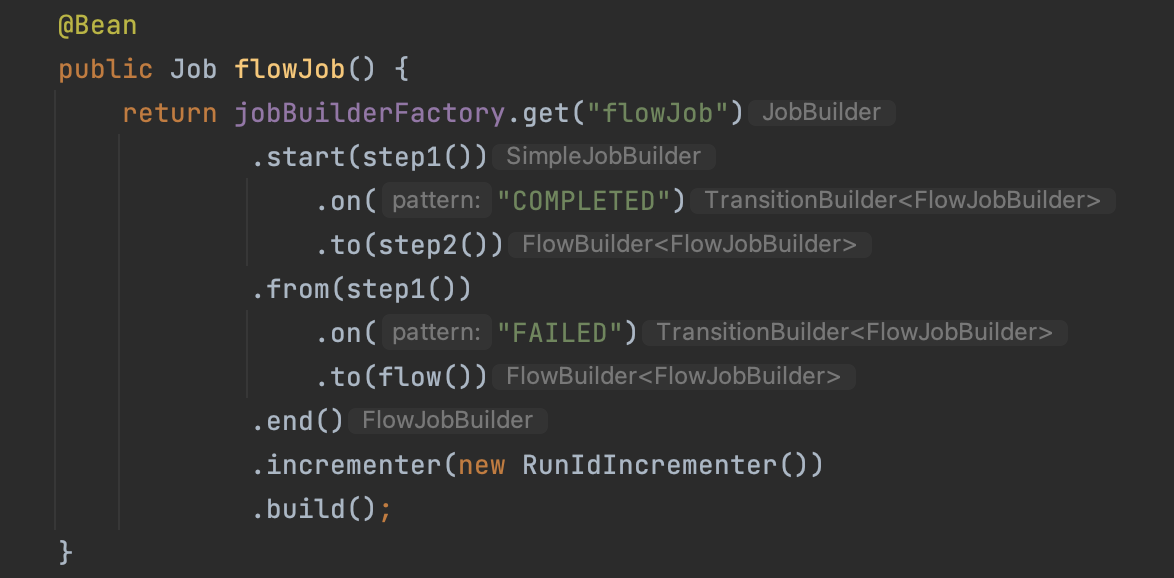 @Bean
public Job flowJob() {
return jobBuilderFactory.get("flowJob") JobBuilder
.start(step1()) SimpleJobBuilder
.on( pattern: "COMPLETED") TransitionBuilder<FlowJobBuilder>
.to(step2()) FlowBuilder<FlowJobBuilder>
.from(step1())
.on( pattern: "FAILED") TransitionBuilder<FlowJobBuilder>
.to(flow()) FlowBuilder<FlowJobBuilder>
.end() FlowJobBuilder
.incrementer(new RunIdIncrementer())
.build();
}